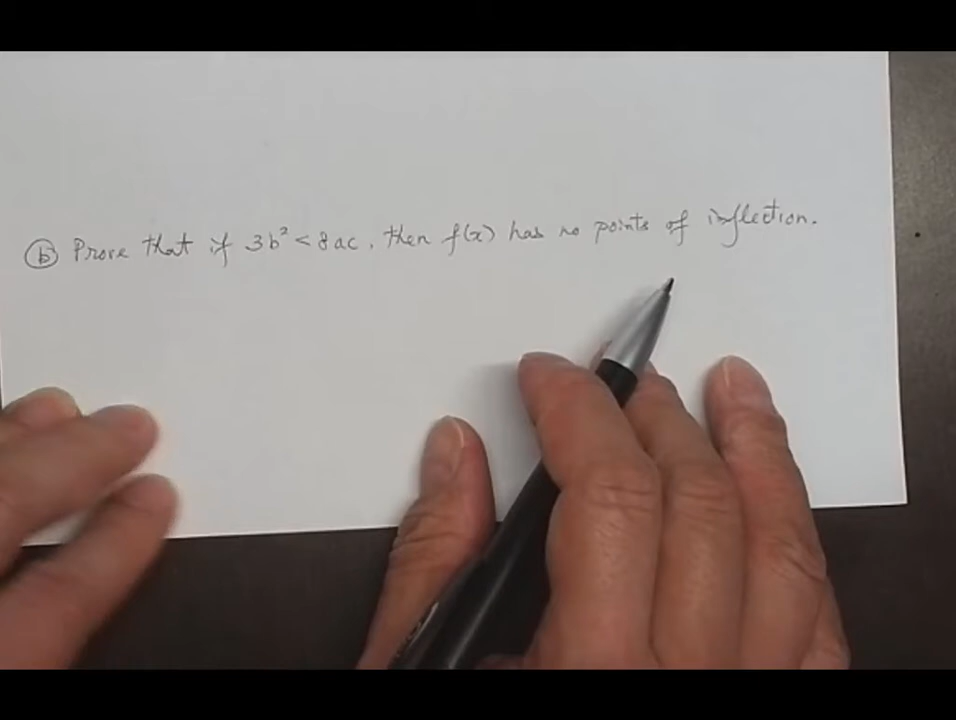 ⓑ Prove that if 3b² < 8ac, then f(x) has no points of inflection.